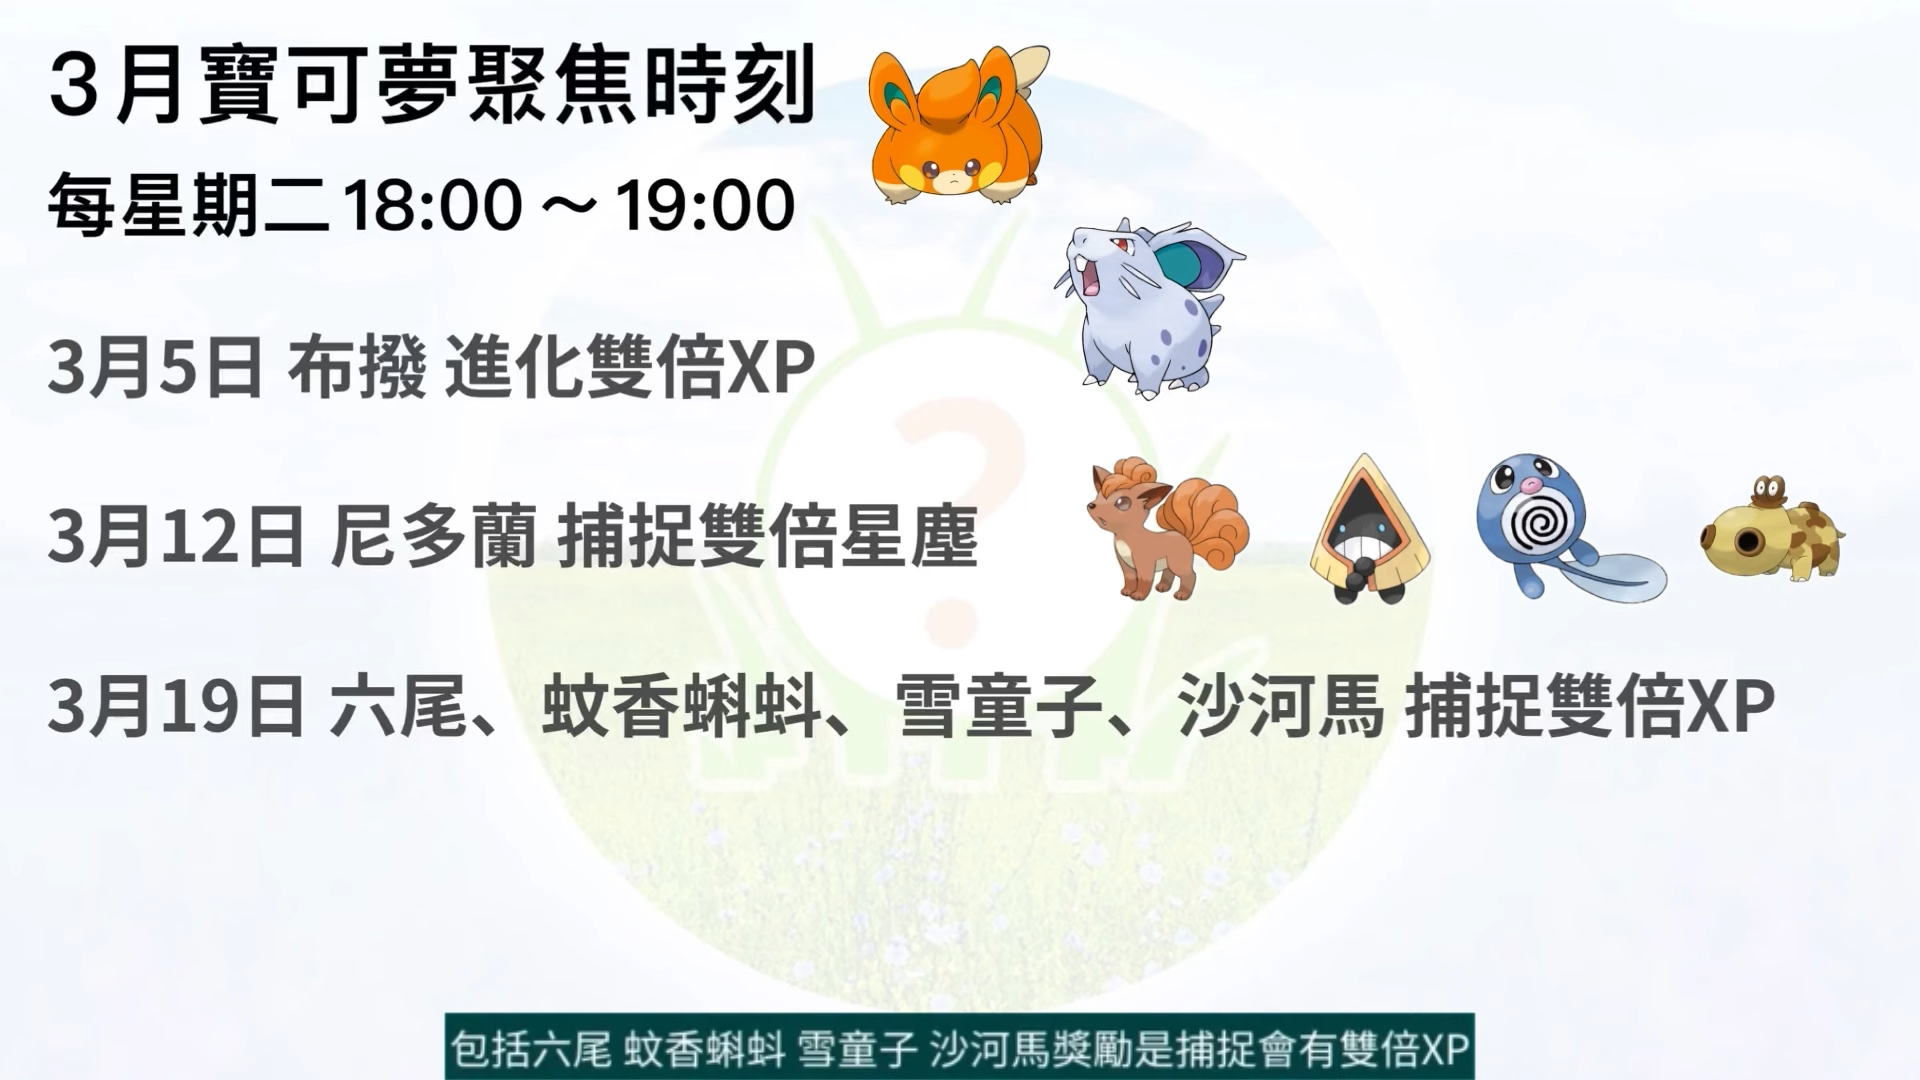 3月寶可夢聚焦時刻
每星期二18:00～19:00
3月5日 布撥 進化雙倍XP
3月12日 尼多蘭 捕捉雙倍星塵
3月19日 六尾、蚊香蝌蚪、雪童子、沙河馬 捕捉雙倍XP
包括六尾 蚊香蝌蚪 雪童子 沙河馬獎勵是捕捉會有雙倍XP